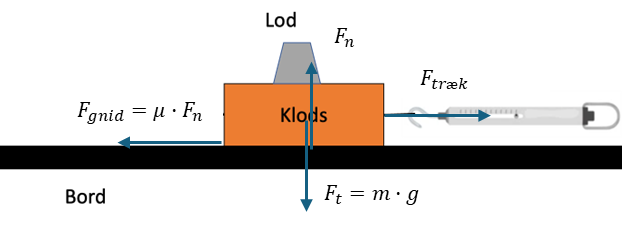 Lod
F_n
F_træk
F_gnid = μ · F_n
Klods
F_t = m · g
Bord